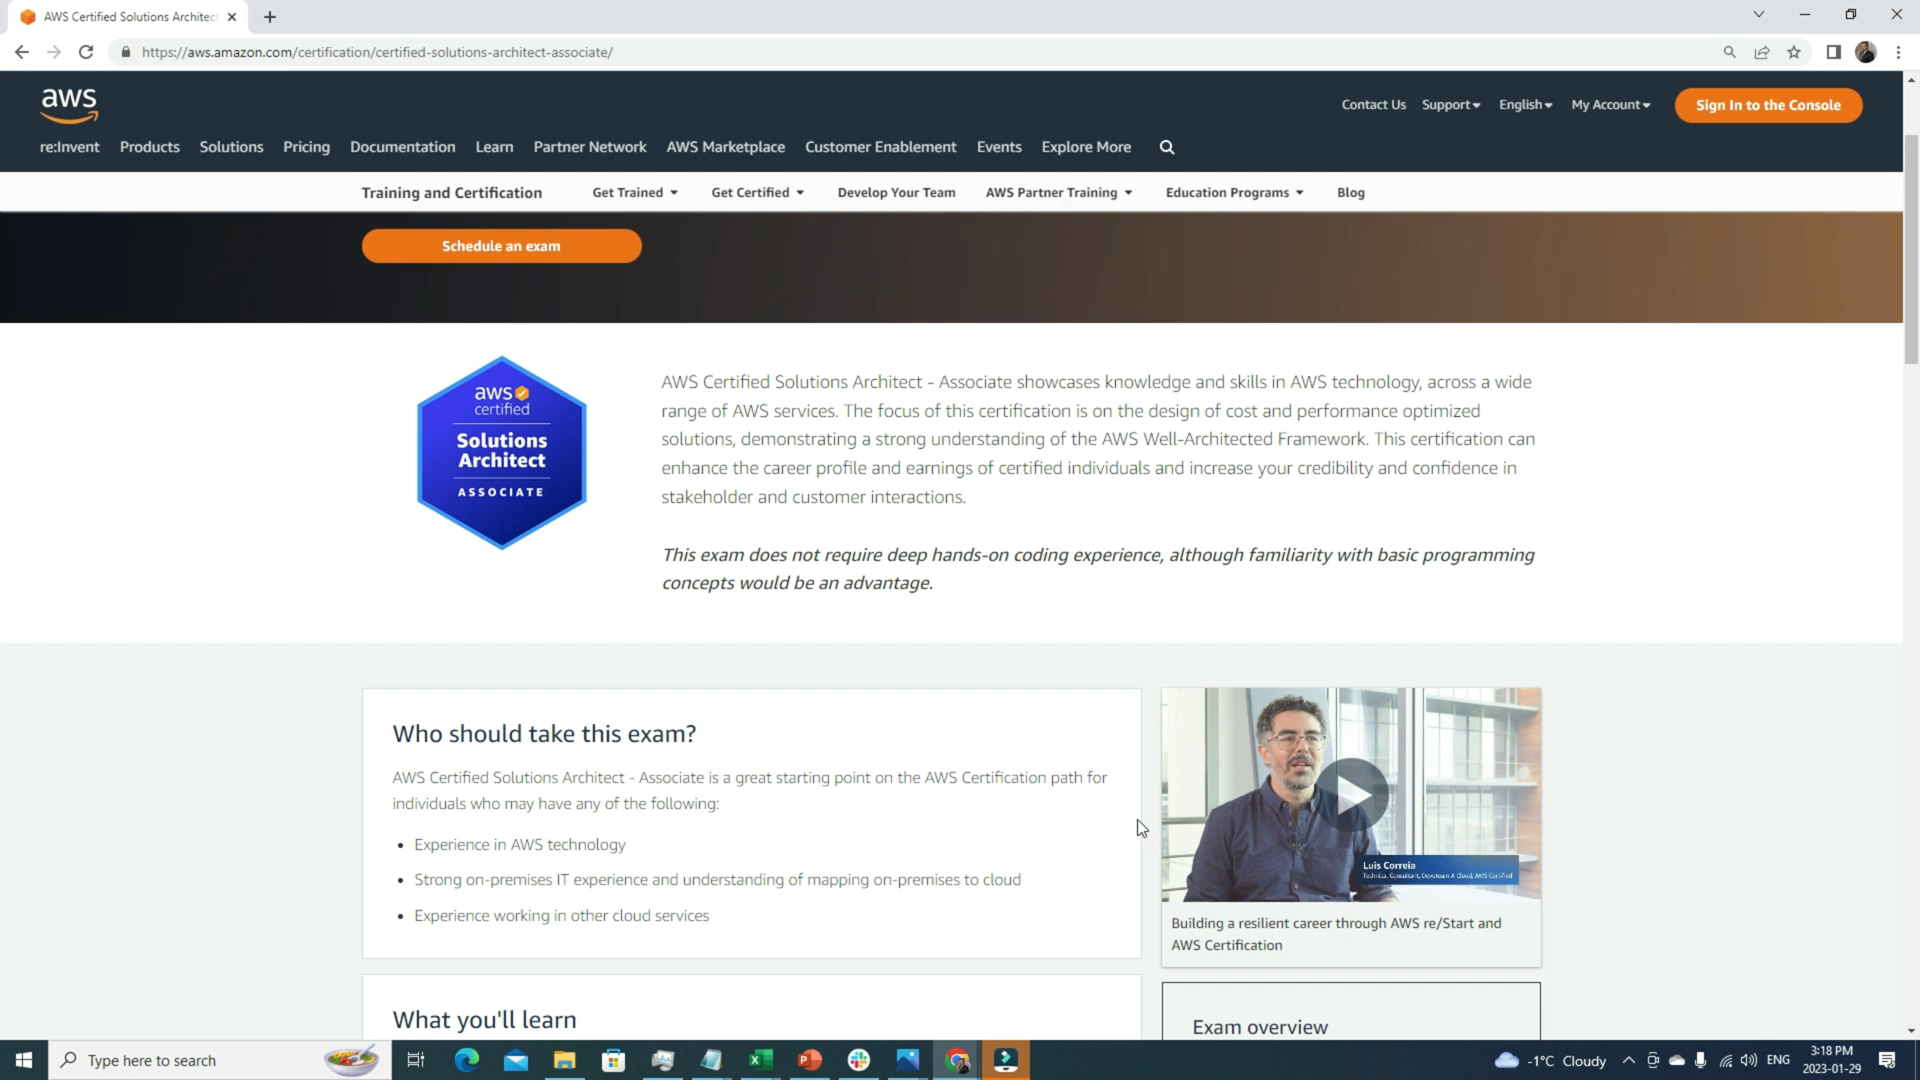 AWS Certified Solutions Architect
https://aws.amazon.com/certification/certified-solutions-architect-associate/
aws
Contact Us
Support
English
My Account
Sign In to the Console
re:Invent
Products
Solutions
Pricing
Documentation
Learn
Partner Network
AWS Marketplace
Customer Enablement
Events
Explore More
Training and Certification
Get Trained
Get Certified
Develop Your Team
AWS Partner Training
Education Programs
Blog
Schedule an exam
aws
certified
Solutions
Architect
ASSOCIATE
AWS Certified Solutions Architect - Associate showcases knowledge and skills in AWS technology, across a wide
range of AWS services. The focus of this certification is on the design of cost and performance optimized
solutions, demonstrating a strong understanding of the AWS Well-Architected Framework. This certification can
enhance the career profile and earnings of certified individuals and increase your credibility and confidence in
stakeholder and customer interactions.
This exam does not require deep hands-on coding experience, although familiarity with basic programming
concepts would be an advantage.
Who should take this exam?
AWS Certified Solutions Architect - Associate is a great starting point on the AWS Certification path for
individuals who may have any of the following:
• Experience in AWS technology
• Strong on-premises IT experience and understanding of mapping on-premises to cloud
• Experience working in other cloud services
Luis Correia
Technical Consultant, Devoteam A Cloud, AWS Certified
Building a resilient career through AWS re/Start and
AWS Certification
What you'll learn
Exam overview
Type here to search
-1°C Cloudy
ENG
3:18 PM
2023-01-29